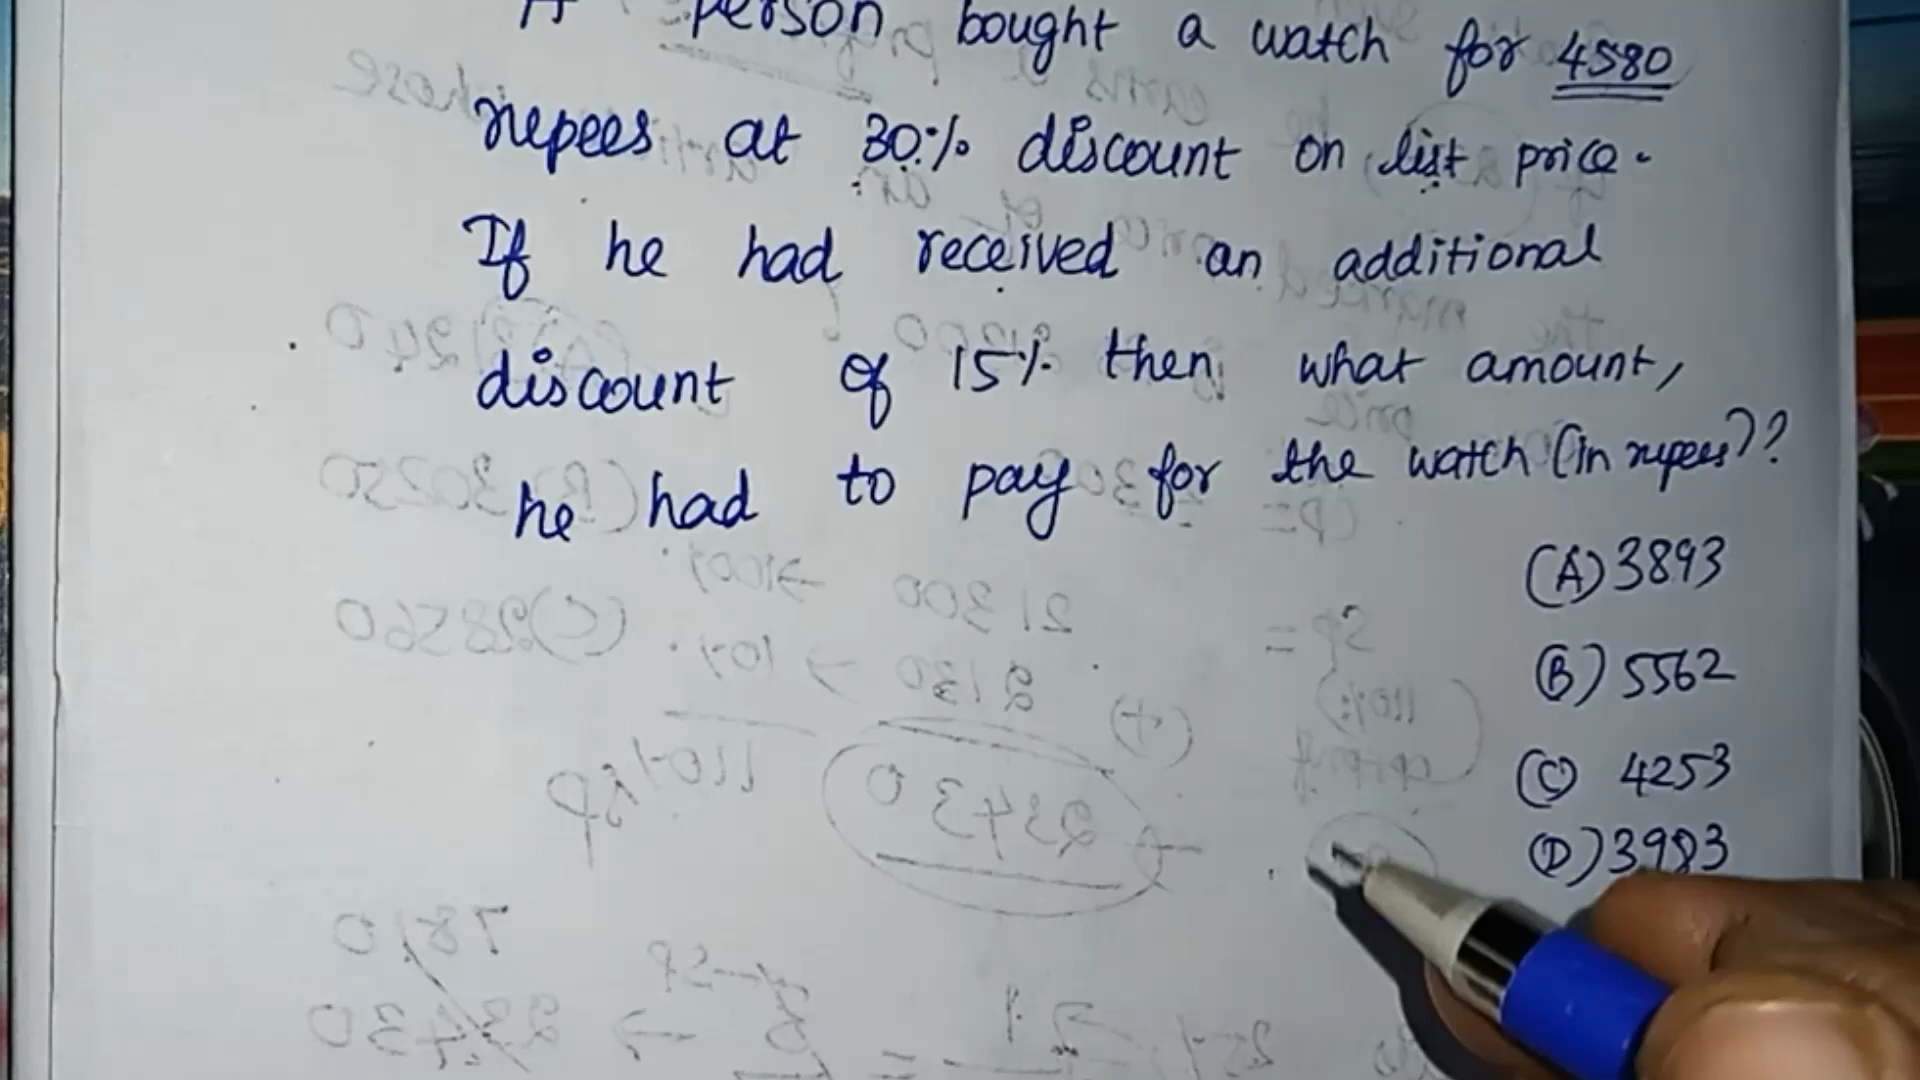 A person bought a watch for 4580
rupees at 30% discount on list price.
If he had received an additional
discount of 15% then what amount,
he had to pay for the watch (in rupees)?
(A) 3893
(B) 5562
(C) 4253
(D) 3983